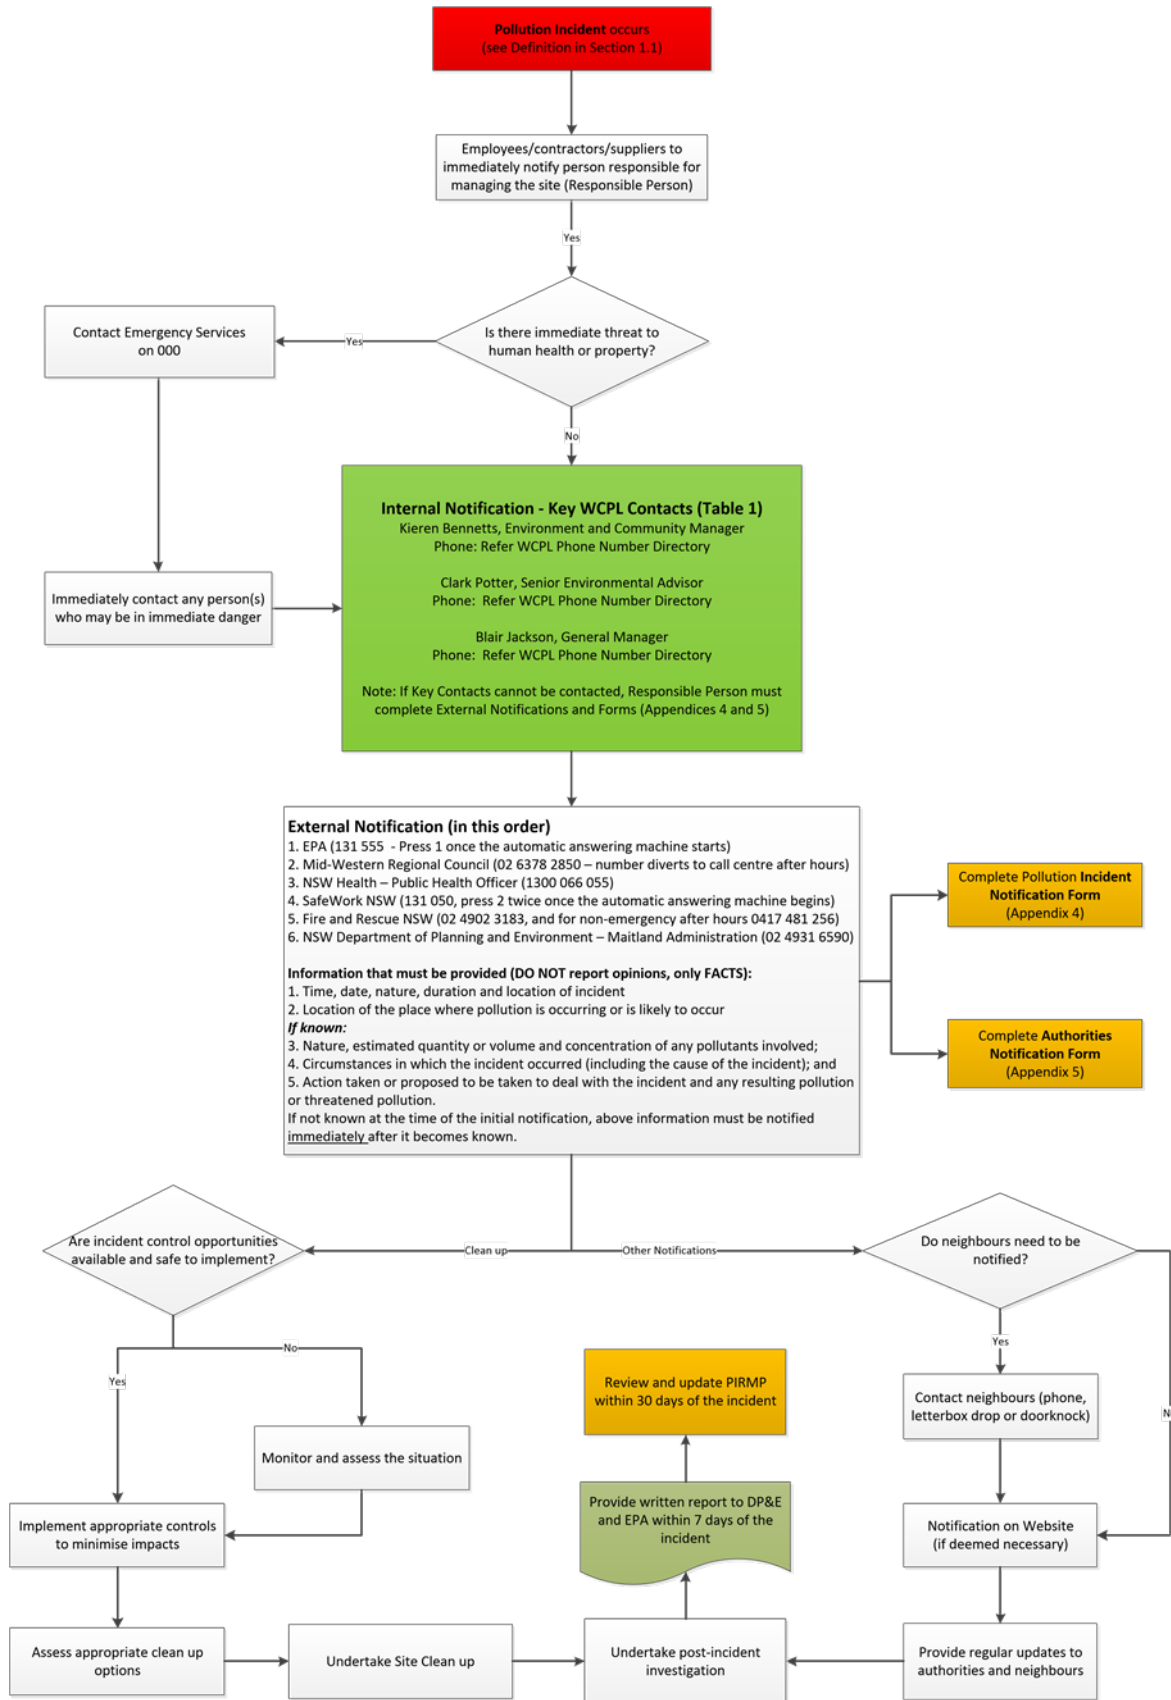 Pollution Incident occurs
(see Definition in Section 1.1)
Employees/contractors/suppliers to
immediately notify person responsible for
managing the site (Responsible Person)
Yes
Is there immediate threat to
human health or property?
Yes
Contact Emergency Services
on 000
No
Immediately contact any person(s)
who may be in immediate danger
Internal Notification - Key WCPL Contacts (Table 1)
Kieren Bennetts, Environment and Community Manager
Phone: Refer WCPL Phone Number Directory
Clark Potter, Senior Environmental Advisor
Phone:  Refer WCPL Phone Number Directory
Blair Jackson, General Manager
Phone:  Refer WCPL Phone Number Directory
Note: If Key Contacts cannot be contacted, Responsible Person must
complete External Notifications and Forms (Appendices 4 and 5)
External Notification (in this order)
1. EPA (131 555  - Press 1 once the automatic answering machine starts)
2. Mid-Western Regional Council (02 6378 2850 – number diverts to call centre after hours)
3. NSW Health – Public Health Officer (1300 066 055)
4. SafeWork NSW (131 050, press 2 twice once the automatic answering machine begins)
5. Fire and Rescue NSW (02 4902 3183, and for non-emergency after hours 0417 481 256)
6. NSW Department of Planning and Environment – Maitland Administration (02 4931 6590)
Information that must be provided (DO NOT report opinions, only FACTS):
1. Time, date, nature, duration and location of incident
2. Location of the place where pollution is occurring or is likely to occur
If known:
3. Nature, estimated quantity or volume and concentration of any pollutants involved;
4. Circumstances in which the incident occurred (including the cause of the incident); and
5. Action taken or proposed to be taken to deal with the incident and any resulting pollution
or threatened pollution.
If not known at the time of the initial notification, above information must be notified
immediately after it becomes known.
Complete Pollution Incident
Notification Form
(Appendix 4)
Complete Authorities
Notification Form
(Appendix 5)
Are incident control opportunities
available and safe to implement?
Clean up
Other Notifications
Do neighbours need to be
notified?
No
Yes
Yes
Review and update PIRMP
within 30 days of the incident
Contact neighbours (phone,
letterbox drop or doorknock)
Monitor and assess the situation
Provide written report to DP&E
and EPA within 7 days of the
incident
Implement appropriate controls
to minimise impacts
Notification on Website
(if deemed necessary)
Assess appropriate clean up
options
Undertake Site Clean up
Undertake post-incident
investigation
Provide regular updates to
authorities and neighbours